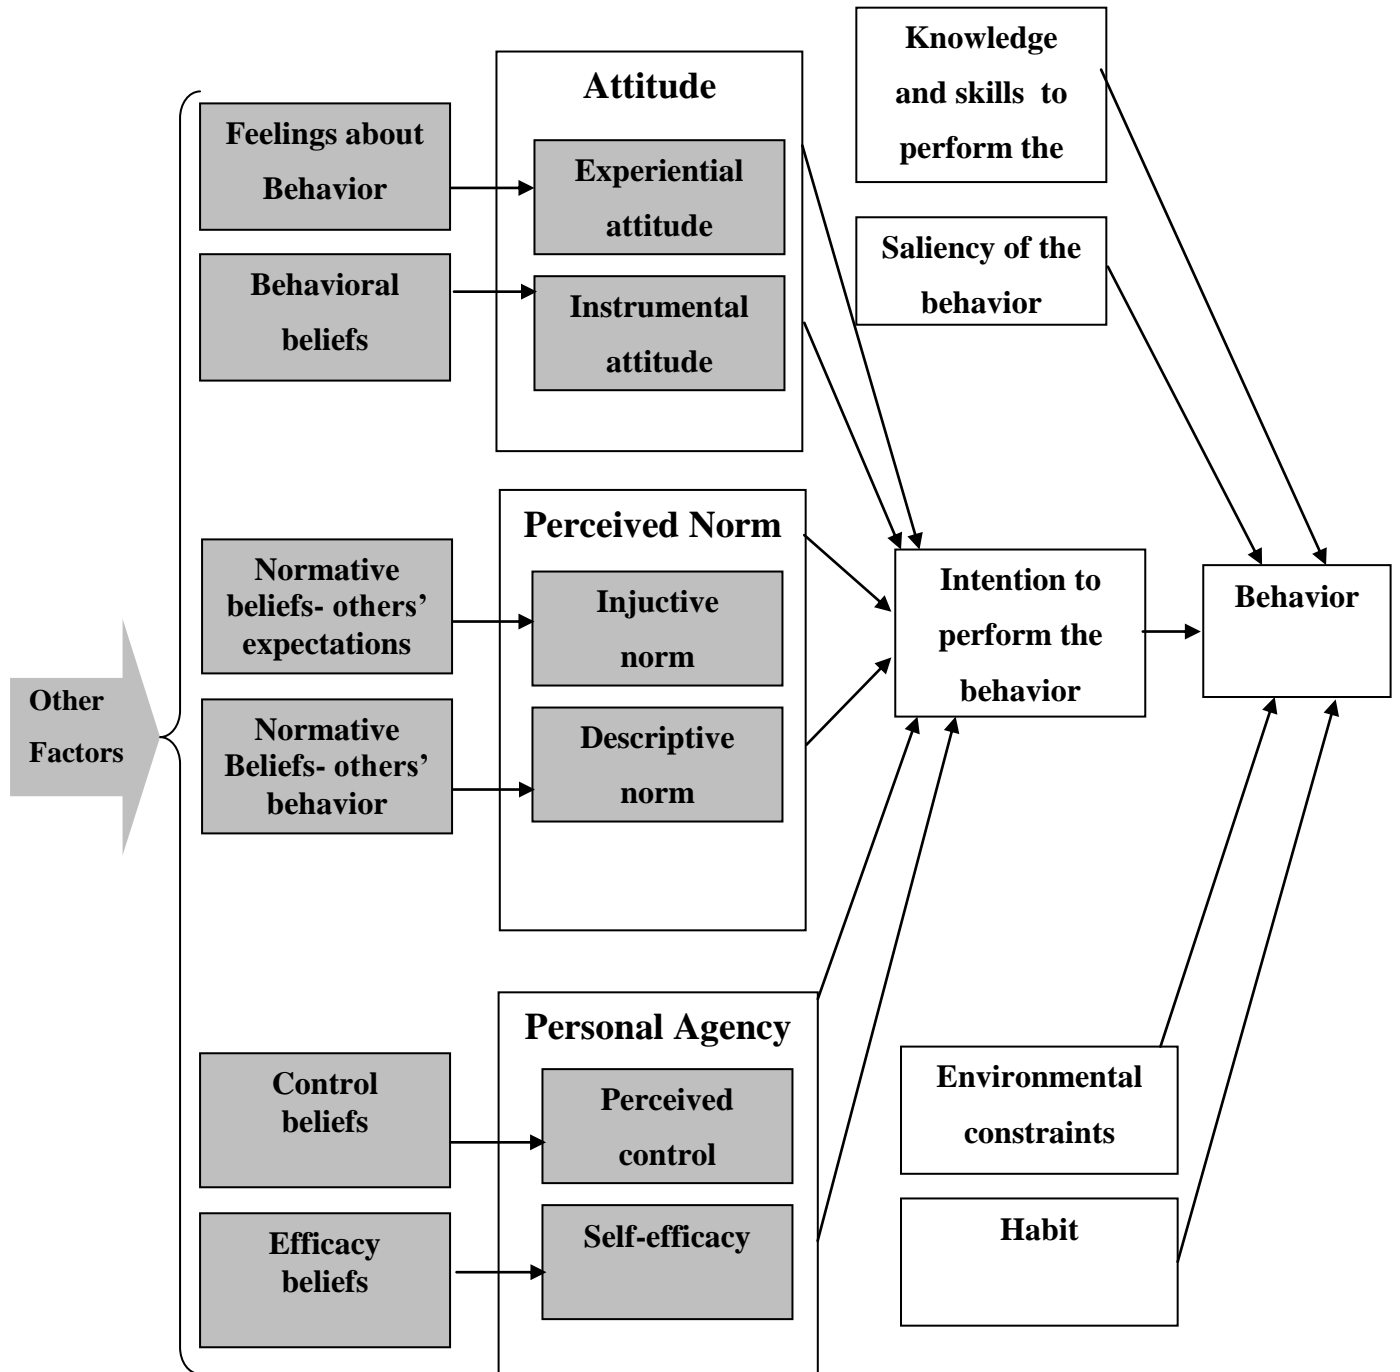 Other
Factors
Feelings about
Behavior
Behavioral
beliefs
Normative
beliefs- others’
expectations
Normative
Beliefs- others’
behavior
Control
beliefs
Efficacy
beliefs
Attitude
Experiential
attitude
Instrumental
attitude
Perceived Norm
Injuctive
norm
Descriptive
norm
Personal Agency
Perceived
control
Self-efficacy
Knowledge
and skills to
perform the
Saliency of the
behavior
Intention to
perform the
behavior
Environmental
constraints
Habit
Behavior